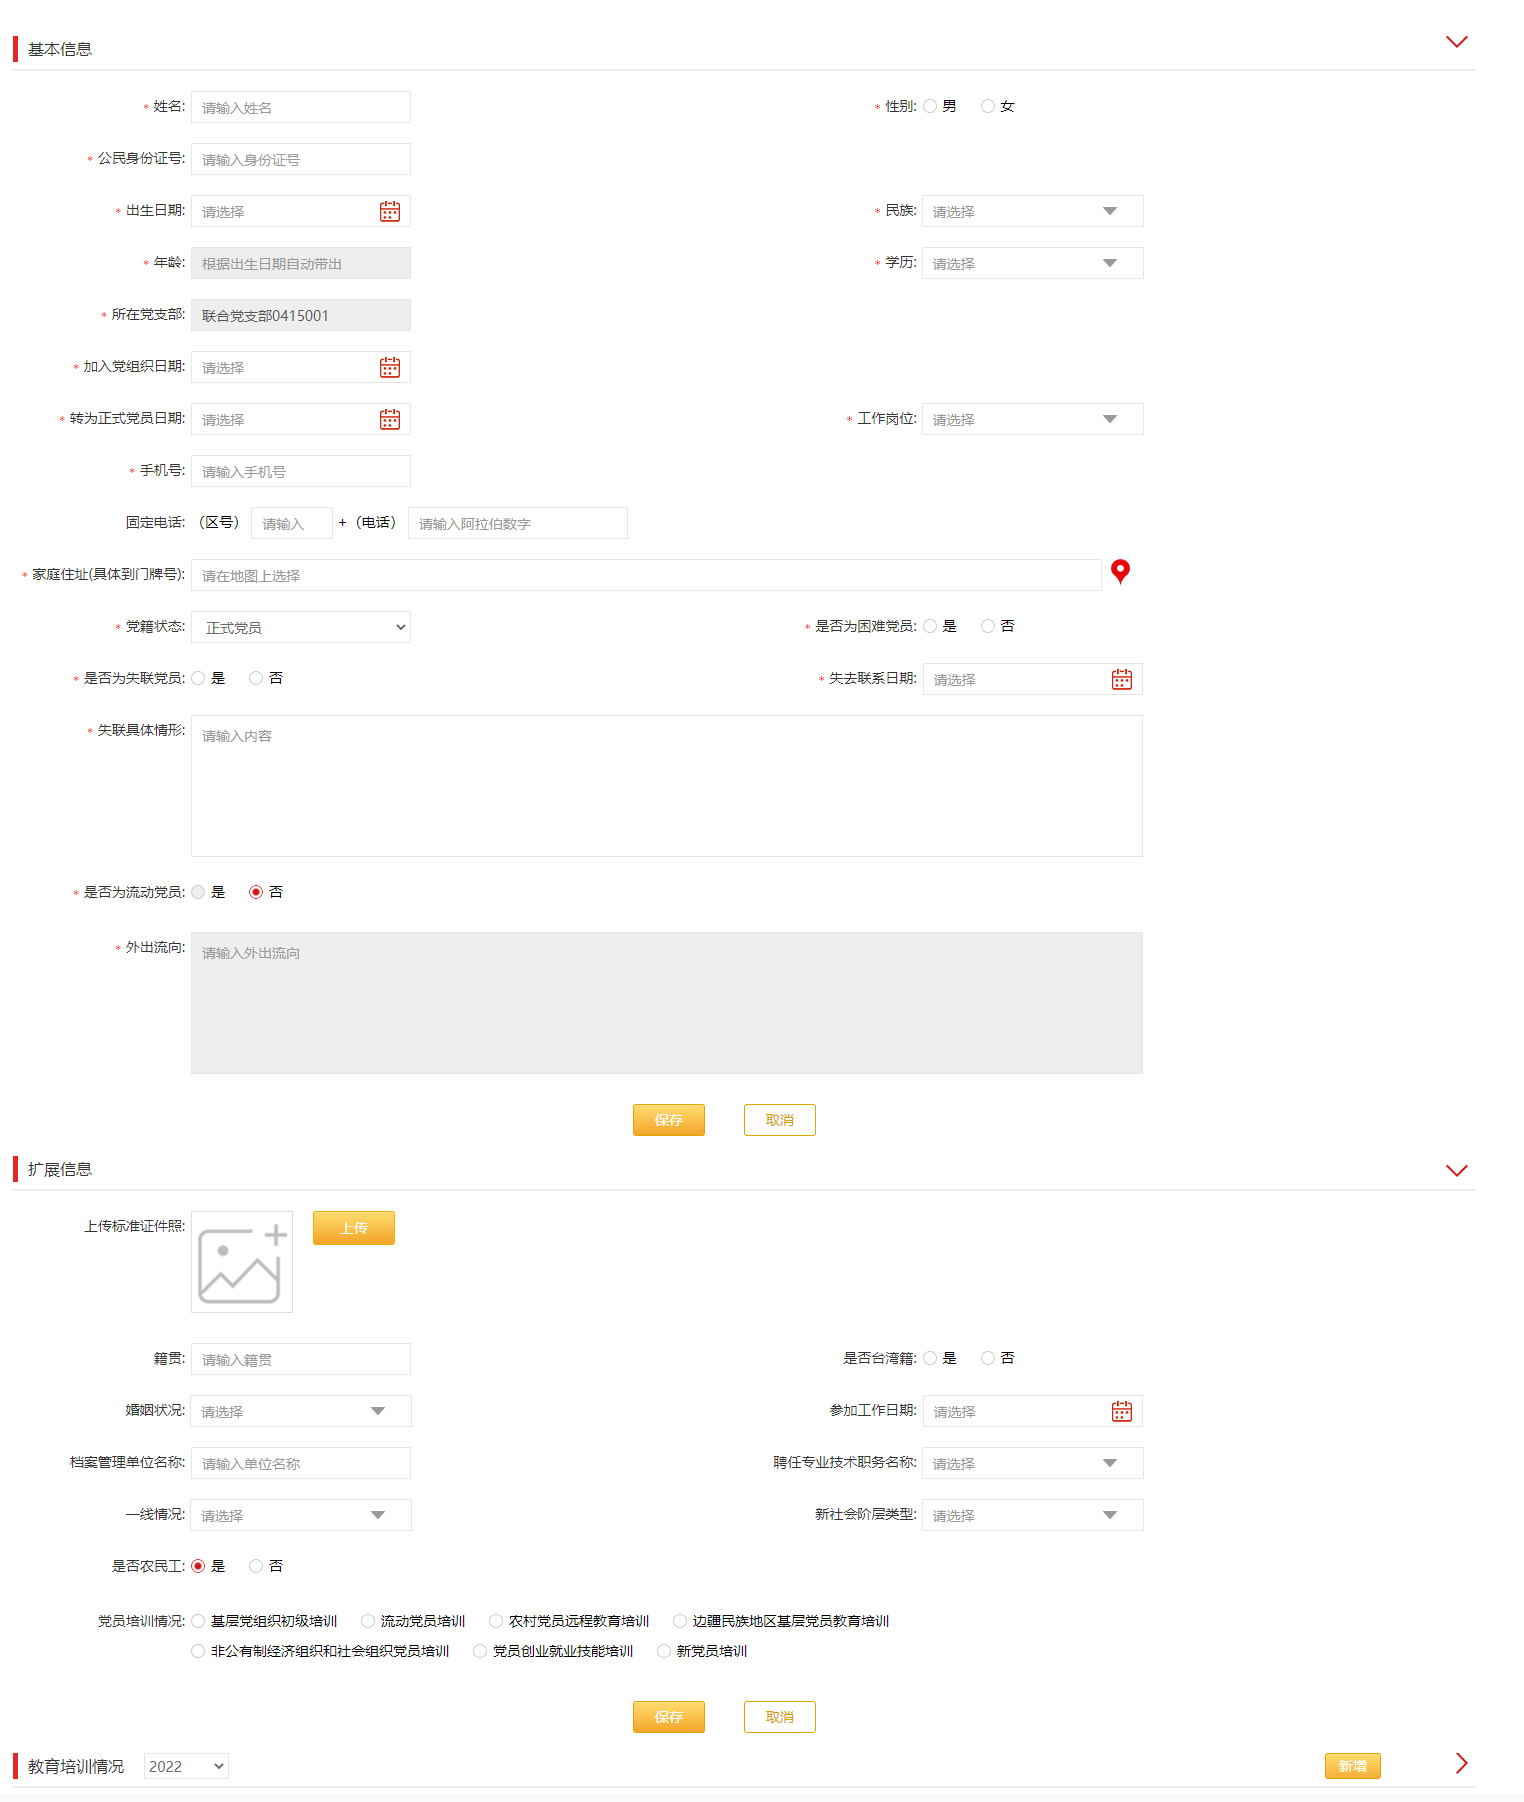 基本信息
* 姓名: 请输入姓名 * 性别: 男 女
* 公民身份证号: 请输入身份证号
* 出生日期: 请选择 * 民族: 请选择
* 年龄: 根据出生日期自动带出 * 学历: 请选择
* 所在党支部: 联合党支部0415001
* 加入党组织日期: 请选择
* 转为正式党员日期: 请选择 * 工作岗位: 请选择
* 手机号: 请输入手机号
固定电话: （区号） 请输入 +（电话） 请输入阿拉伯数字
* 家庭住址(具体到门牌号): 请在地图上选择
* 党籍状态: 正式党员 * 是否为困难党员: 是 否
* 是否为失联党员: 是 否 * 失去联系日期: 请选择
* 失联具体情形: 请输入内容
* 是否为流动党员: 是 否
* 外出流向: 请输入外出流向
保存 取消
扩展信息
上传标准证件照: 上传
籍贯: 请输入籍贯 是否台湾籍: 是 否
婚姻状况: 请选择 参加工作日期: 请选择
档案管理单位名称: 请输入单位名称 聘任专业技术职务名称: 请选择
一线情况: 请选择 新社会阶层类型: 请选择
是否农民工: 是 否
党员培训情况: 基层党组织初级培训 流动党员培训 农村党员远程教育培训 边疆民族地区基层党员教育培训
非公有制经济组织和社会组织党员培训 党员创业就业技能培训 新党员培训
保存 取消
教育培训情况 2022 新增